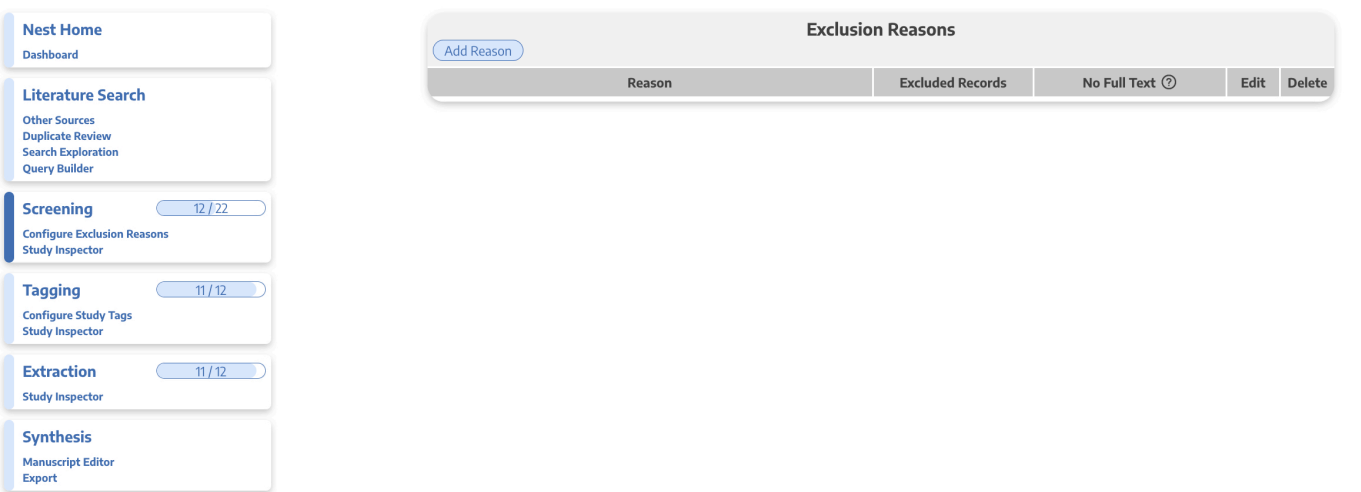 Nest Home
Dashboard
Literature Search
Other Sources
Duplicate Review
Search Exploration
Query Builder
Screening 12 / 22
Configure Exclusion Reasons
Study Inspector
Tagging 11 / 12
Configure Study Tags
Study Inspector
Extraction 11 / 12
Study Inspector
Synthesis
Manuscript Editor
Export
Exclusion Reasons
Add Reason
Reason Excluded Records No Full Text ? Edit Delete